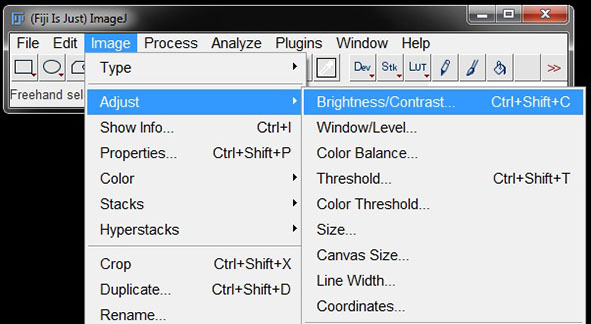 (Fiji Is Just) ImageJ
File Edit Image Process Analyze Plugins Window Help
Dev Stk LUT >>
Freehand sel
Type
Adjust
Show Info... Ctrl+I
Properties... Ctrl+Shift+P
Color
Stacks
Hyperstacks
Crop Ctrl+Shift+X
Duplicate... Ctrl+Shift+D
Rename...
Brightness/Contrast... Ctrl+Shift+C
Window/Level...
Color Balance...
Threshold... Ctrl+Shift+T
Color Threshold...
Size...
Canvas Size...
Line Width...
Coordinates...